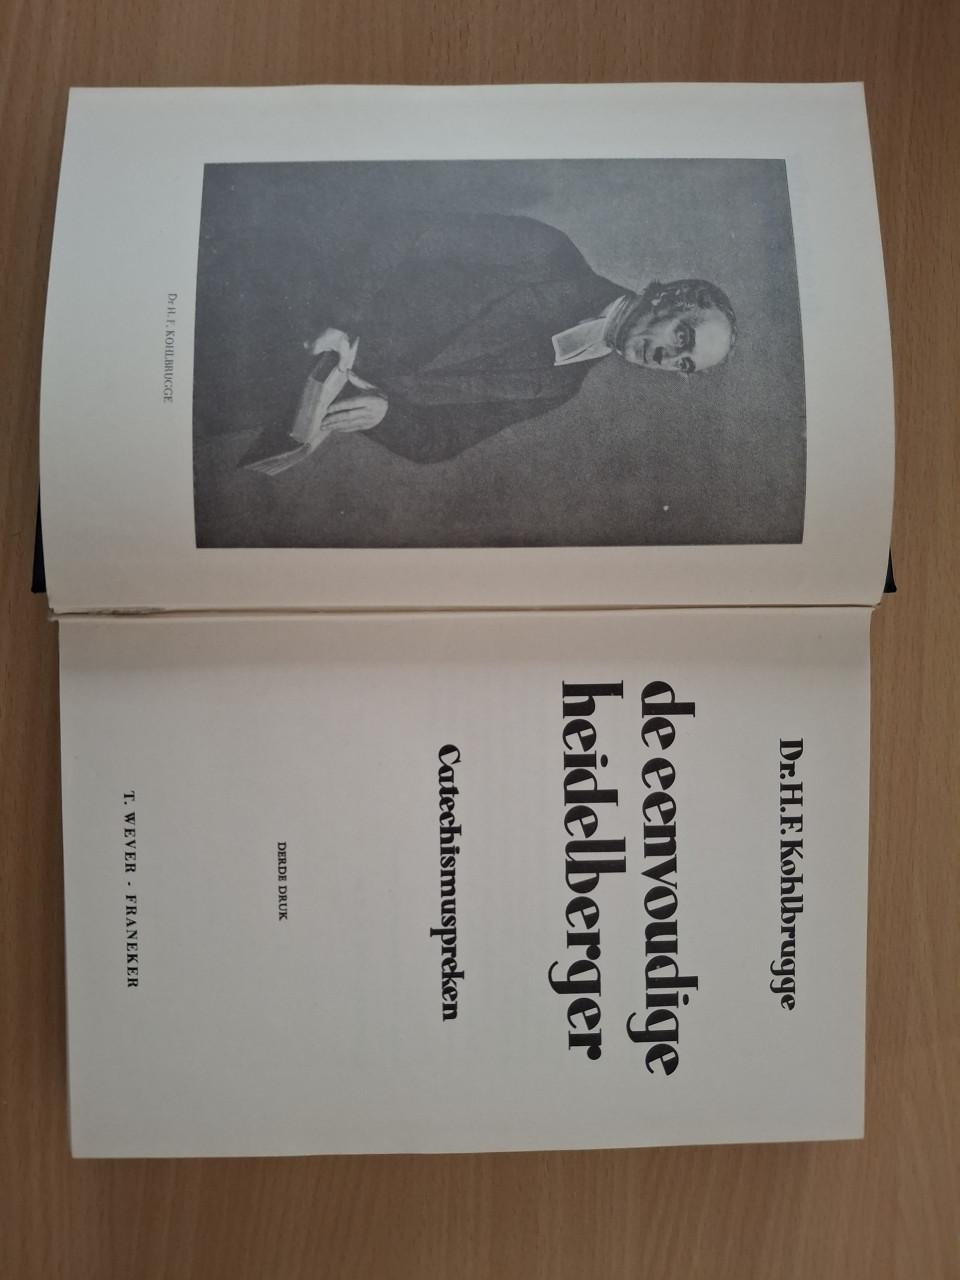 Dr H. F. KOHLBRUGGE
Dr. H. F. Kohlbrugge
de eenvoudige
heidelberger
Catechismuspreken
DERDE DRUK
T. WEVER - FRANEKER